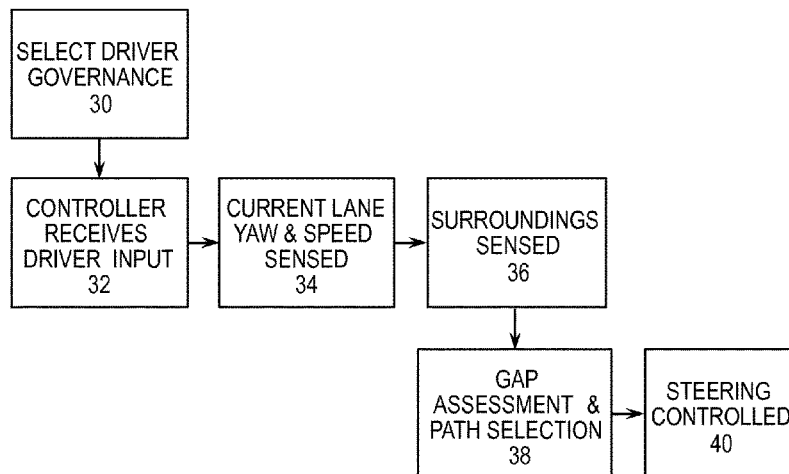 SELECT DRIVER
GOVERNANCE
30
CONTROLLER
RECEIVES
DRIVER INPUT
32
CURRENT LANE
YAW & SPEED
SENSED
34
SURROUNDINGS
SENSED
36
GAP
ASSESSMENT &
PATH SELECTION
38
STEERING
CONTROLLED
40